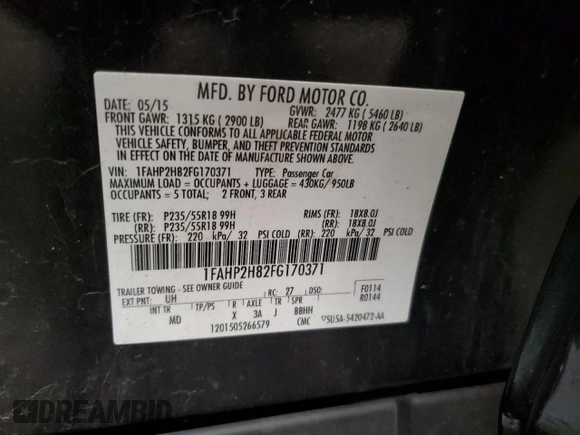 MFD. BY FORD MOTOR CO.
DATE: 05/15 GVWR: 2477 KG ( 5460 LB)
FRONT GAWR: 1315 KG ( 2900 LB) REAR GAWR: 1198 KG ( 2640 LB)
THIS VEHICLE CONFORMS TO ALL APPLICABLE FEDERAL MOTOR
VEHICLE SAFETY, BUMPER, AND THEFT PREVENTION STANDARDS
IN EFFECT ON THE DATE OF MANUFACTURE SHOWN ABOVE.
VIN: 1FAHP2H82FG170371 TYPE: Passenger Car
MAXIMUM LOAD = OCCUPANTS + LUGGAGE = 430KG/ 950LB
OCCUPANTS = 5 TOTAL; 2 FRONT, 3 REAR
TIRE (FR): P235/55R18 99H RIMS (FR): 18X8.0J
(RR): P235/55R18 99H (RR): 18X8.0J
PRESSURE (FR): 220 kPa/ 32 PSI COLD (RR): 220 kPa/ 32 PSI COLD
1FAHP2H82FG170371
TRAILER TOWING - SEE OWNER GUIDE
EXT PNT: UH RC: 27 DSO: F0114
INT TR TP/PS R AXLE TR SPR R0144
MD X 3A J BBHH
1201505266579 CMC 5U5A-5420472-AA
DREAMBID